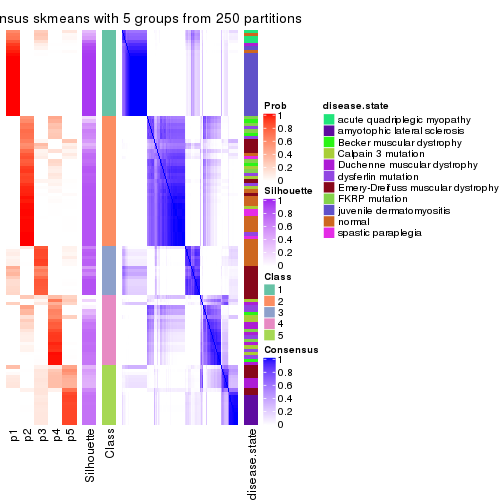 nsus skmeans with 5 groups from 250 partitions
Prob
1
0.8
0.6
0.4
0.2
0
Silhouette
1
0.8
0.6
0.4
0.2
0
Class
1
2
3
4
5
Consensus
1
0.8
0.6
0.4
0.2
0
disease.state
acute quadriplegic myopathy
amyotophic lateral sclerosis
Becker muscular dystrophy
Calpain 3 mutation
Duchenne muscular dystrophy
dysferlin mutation
Emery-Dreifuss muscular dystrophy
FKRP mutation
juvenile dermatomyositis
normal
spastic paraplegia
p1
p2
p3
p4
p5
Silhouette
Class
disease.state